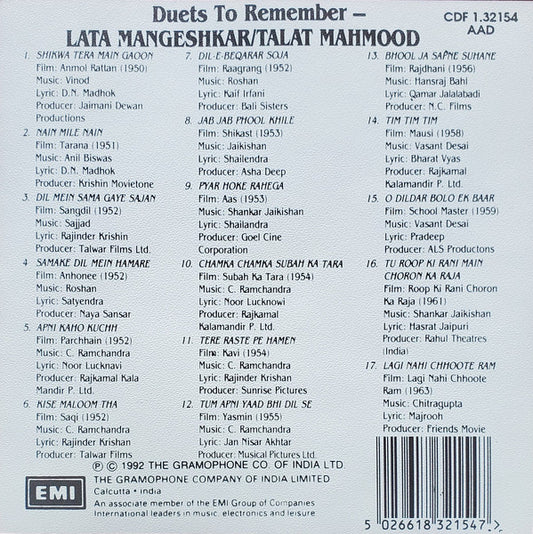 Duets To Remember –
LATA MANGESHKAR/TALAT MAHMOOD
CDF 1.32154
AAD
1. SHIKWA TERA MAIN GAOON
Film: Anmol Rattan (1950)
Music: Vinod
Lyric: D.N. Madhok
Producer: Jaimani Dewan
Productions
2. NAIN MILE NAIN
Film: Tarana (1951)
Music: Anil Biswas
Lyric: D.N. Madhok
Producer: Krishin Movietone
3. DIL MEIN SAMA GAYE SAJAN
Film: Sangdil (1952)
Music: Sajjad
Lyric: Rajinder Krishin
Producer: Talwar Films Ltd.
4 SAMAKE DIL MEIN HAMARE
Film: Anhonee (1952)
Music: Roshan
Lyric: Satyendra
Producer: Naya Sansar
5. APNI KAHO KUCHH
Film: Parchhain (1952)
Music: C. Ramchandra
Lyric: Noor Lucknavi
Producer: Rajkamal Kala
Mandir P. Ltd.
6. KISE MALOOM THA
Film: Saqi (1952)
Music: C. Ramchandra
Lyric: Rajinder Krishan
Producer: Talwar Films
7. DIL-E-BEQARAR SOJA
Film: Raagrang (1952)
Music: Roshan
Lyric: Kaif Irfani
Producer: Bali Sisters
8. JAB JAB PHOOL KHILE
Film: Shikast (1953)
Music: Jaikishan
Lyric: Shailendra
Producer: Asha Deep
9. PYAR HOKE RAHEGA
Film: Aas (1953)
Music: Shankar Jaikishan
Lyric: Shailendra
Producer: Goel Cine
Corporation
10. CHAMKA CHAMKA SUBAH KA TARA
Film: Subah Ka Tara (1954)
Music: C. Ramchandra
Lyric: Noor Lucknowi
Producer: Rajkamal
Kalamandir P. Ltd.
11. TERE RASTE PE HAMEN
Film: Kavi (1954)
Music: C. Ramchandra
Lyric: Rajinder Krishan
Producer: Sunrise Pictures
12. TUM APNI YAAD BHI DIL SE
Film: Yasmin (1955)
Music: C. Ramchandra
Lyric: Jan Nisar Akhtar
Producer: Musical Pictures Ltd.
13. BHOOL JA SAPNE SUHANE
Film: Rajdhani (1956)
Music: Hansraj Bahl
Lyric: Qamar Jalalabadi
Producer: N.C. Films
14. TIM TIM TIM
Film: Mausi (1958)
Music: Vasant Desai
Lyric: Bharat Vyas
Producer: Rajkamal
Kalamandir P. Ltd.
15. O DILDAR BOLO EK BAAR
Film: School Master (1959)
Music: Vasant Desai
Lyric: Pradeep
Producer: ALS Productons
16. TU ROOP KI RANI MAIN
CHORON KA RAJA
Film: Roop Ki Rani Choron
Ka Raja (1961)
Music: Shankar Jaikishan
Lyric: Hasrat Jaipuri
Producer: Rahul Theatres
(India)
17. LAGI NAHI CHHOOTE RAM
Film: Lagi Nahi Chhoote
Ram (1963)
Music: Chitragupta
Lyric: Majrooh
Producer: Friends Movie
℗ © 1992 THE GRAMOPHONE CO. OF INDIA LTD.
EMI
THE GRAMOPHONE COMPANY OF INDIA LIMITED
Calcutta • India
An associate member of the EMI Group of Companies
International leaders in music, electronics and leisure
5 026618 321547 >